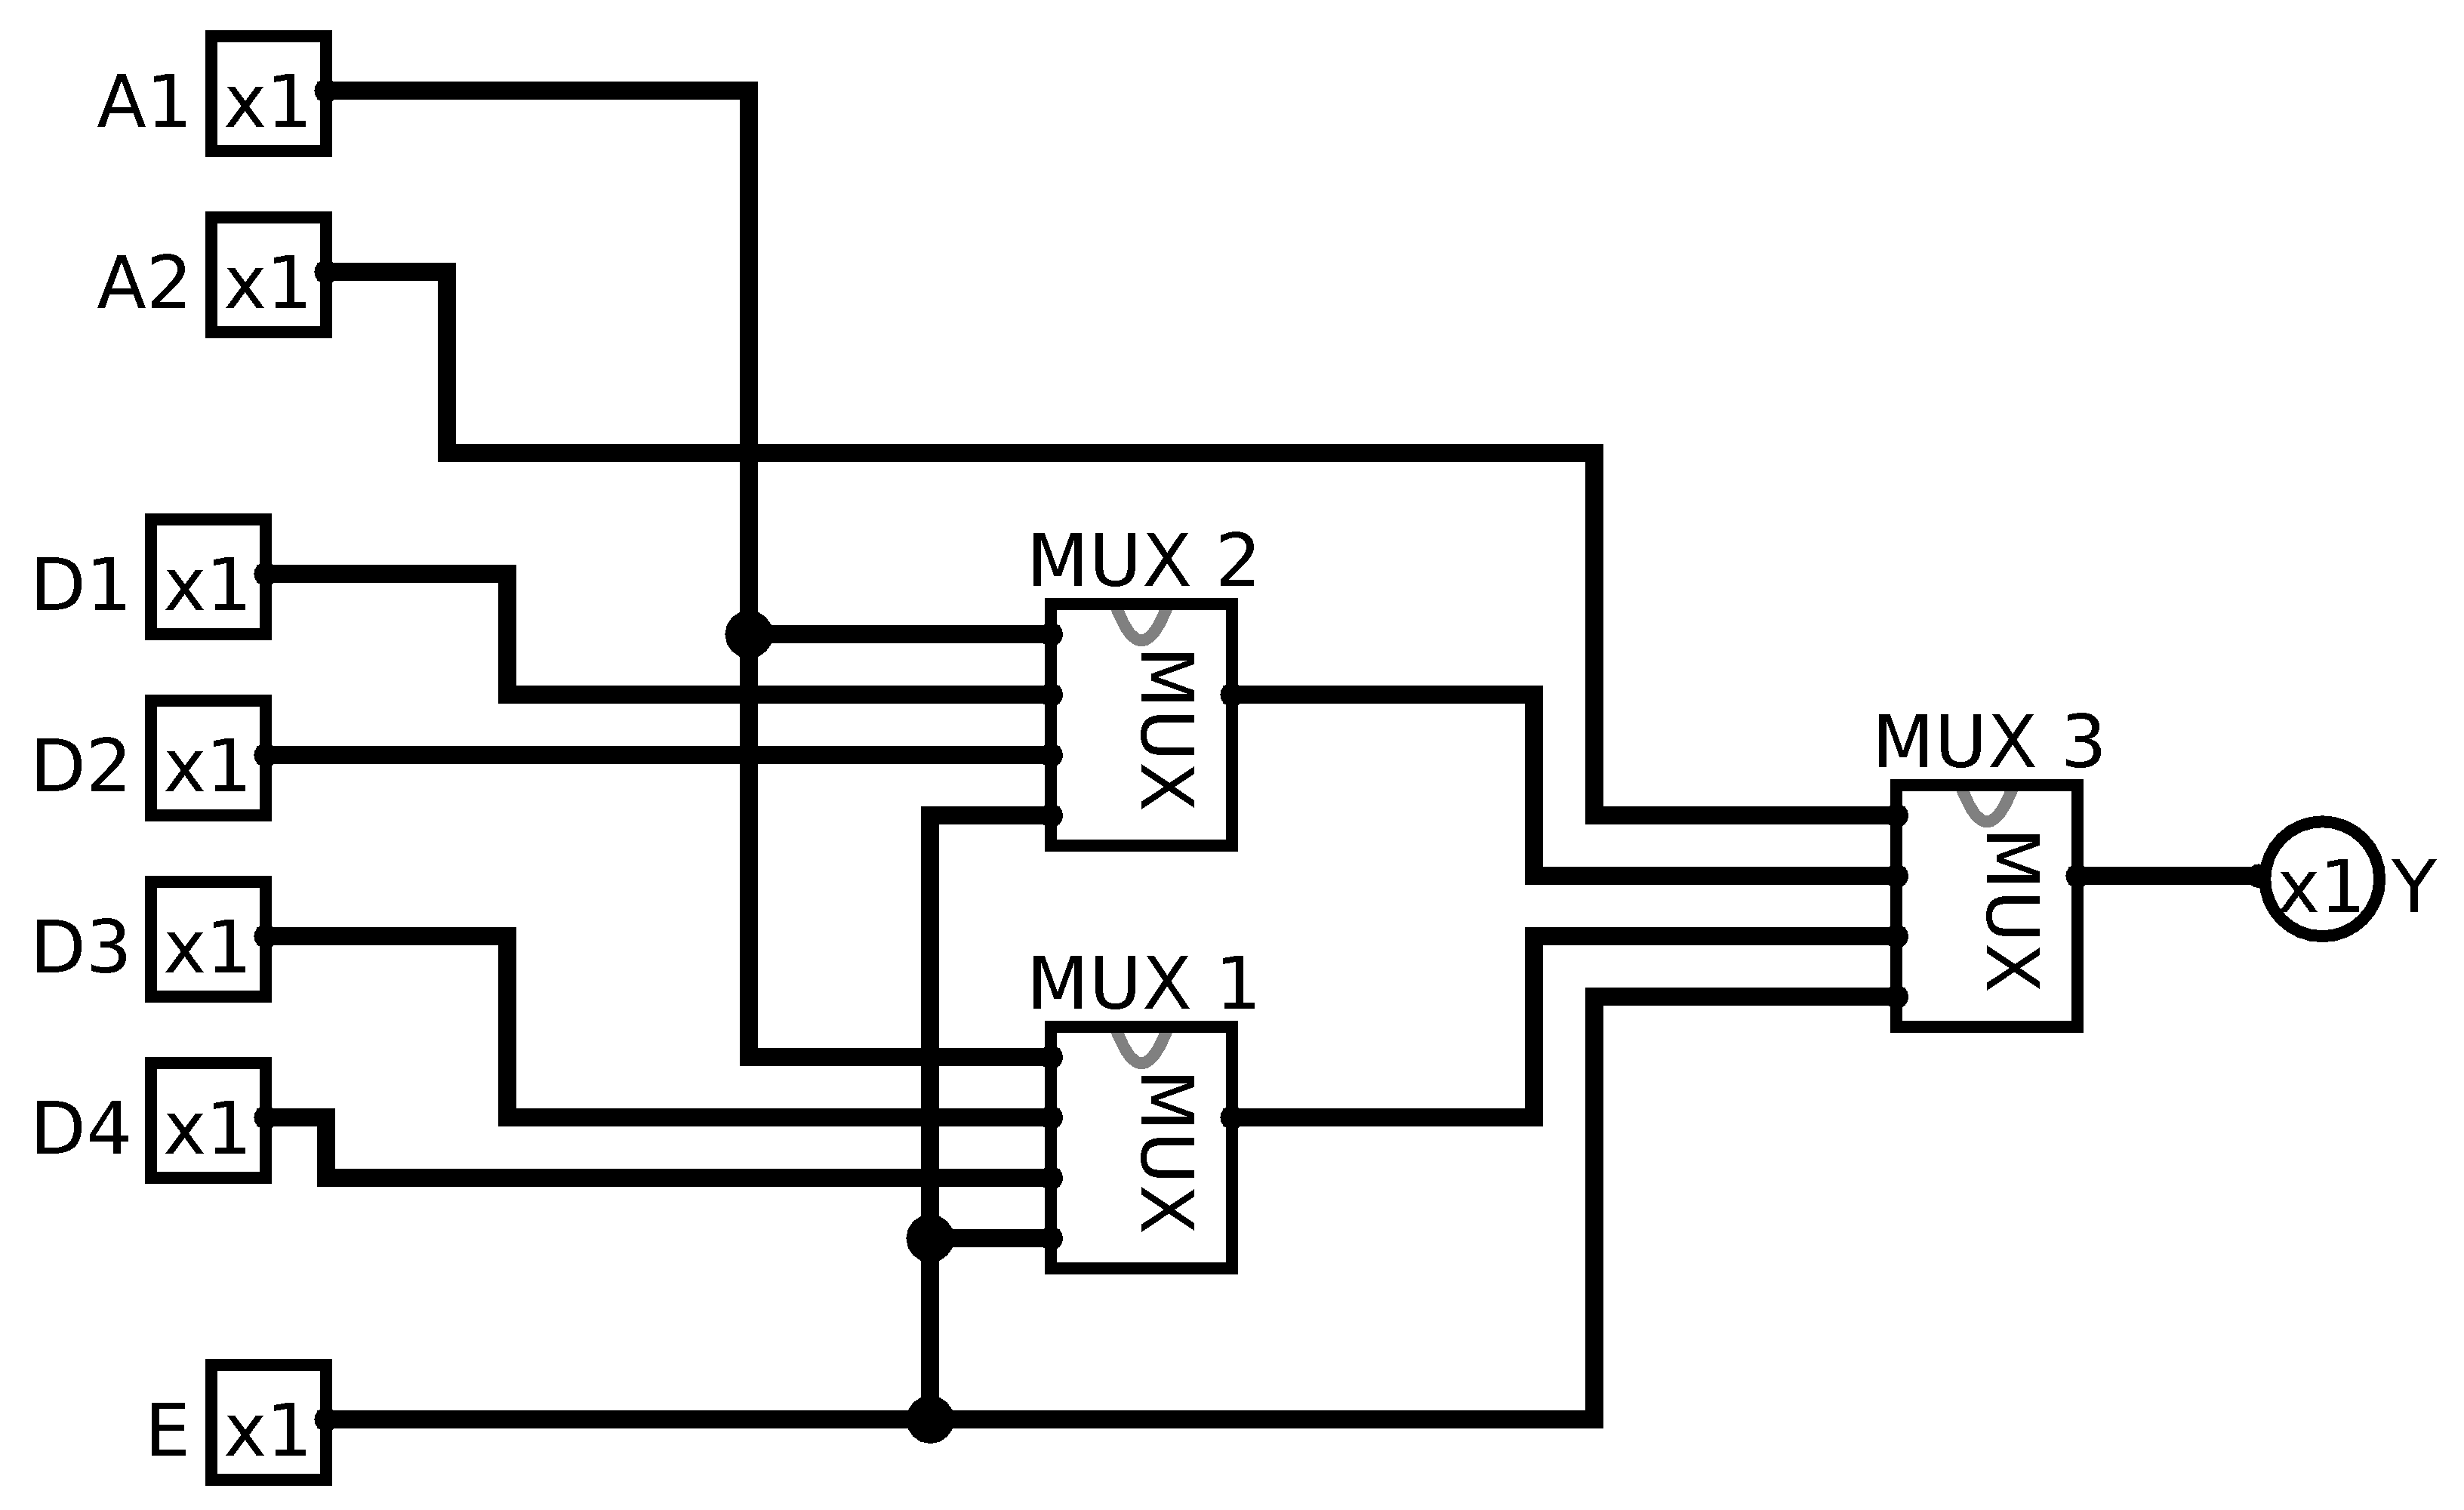 A1 x1
A2 x1
D1 x1
MUX 2
MUX
D2 x1
MUX 3
MUX
x1 Y
D3 x1
MUX 1
MUX
D4 x1
E x1